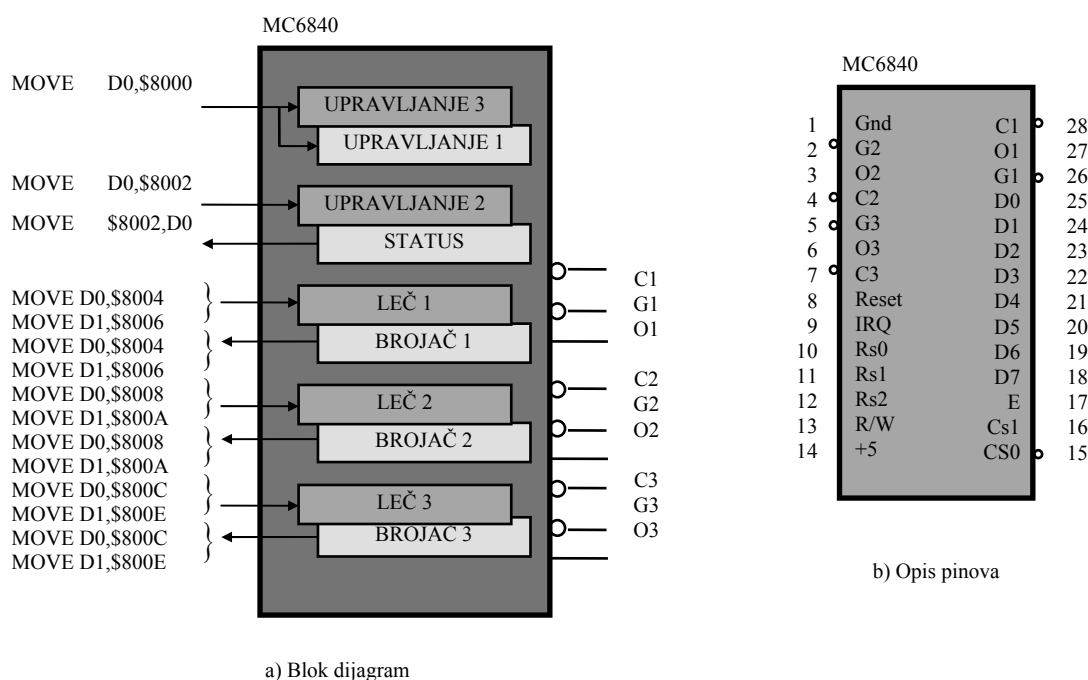 MC6840
MOVE D0,$8000
UPRAVLJANJE 3
UPRAVLJANJE 1
MOVE D0,$8002
UPRAVLJANJE 2
MOVE $8002,D0
STATUS
C1
MOVE D0,$8004 }
LEČ 1
G1
MOVE D1,$8006
O1
MOVE D0,$8004 }
BROJAČ 1
MOVE D1,$8006
C2
MOVE D0,$8008 }
LEČ 2
G2
MOVE D1,$800A
O2
MOVE D0,$8008 }
BROJAČ 2
MOVE D1,$800A
C3
MOVE D0,$800C }
LEČ 3
G3
MOVE D1,$800E
O3
MOVE D0,$800C }
BROJAČ 3
MOVE D1,$800E
a) Blok dijagram
MC6840
1 Gnd C1 28
2 G2 O1 27
3 O2 G1 26
4 C2 D0 25
5 G3 D1 24
6 O3 D2 23
7 C3 D3 22
8 Reset D4 21
9 IRQ D5 20
10 Rs0 D6 19
11 Rs1 D7 18
12 Rs2 E 17
13 R/W Cs1 16
14 +5 CS0 15
b) Opis pinova